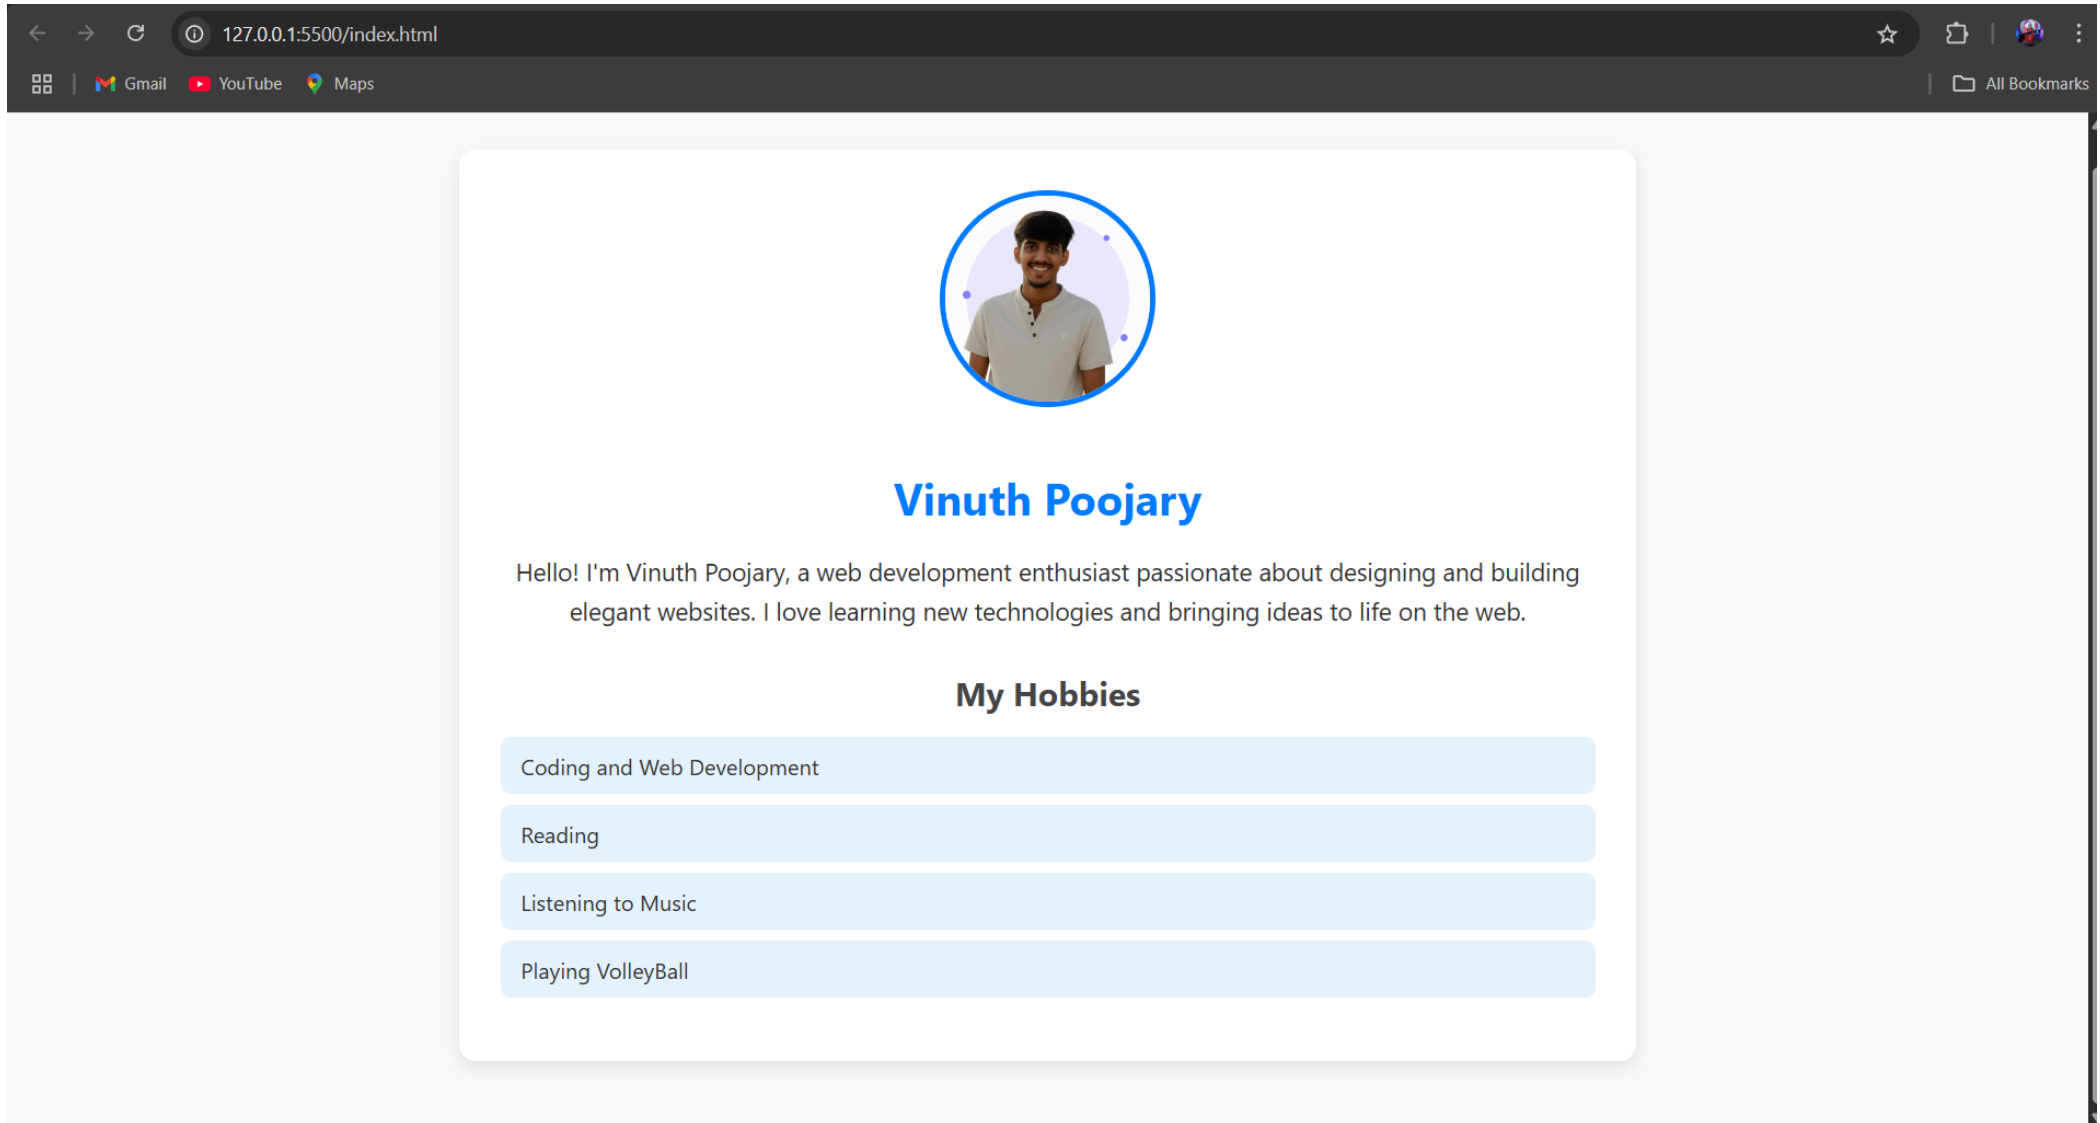 127.0.0.1:5500/index.html
Gmail YouTube Maps All Bookmarks
Vinuth Poojary
Hello! I'm Vinuth Poojary, a web development enthusiast passionate about designing and building
elegant websites. I love learning new technologies and bringing ideas to life on the web.
My Hobbies
Coding and Web Development
Reading
Listening to Music
Playing VolleyBall